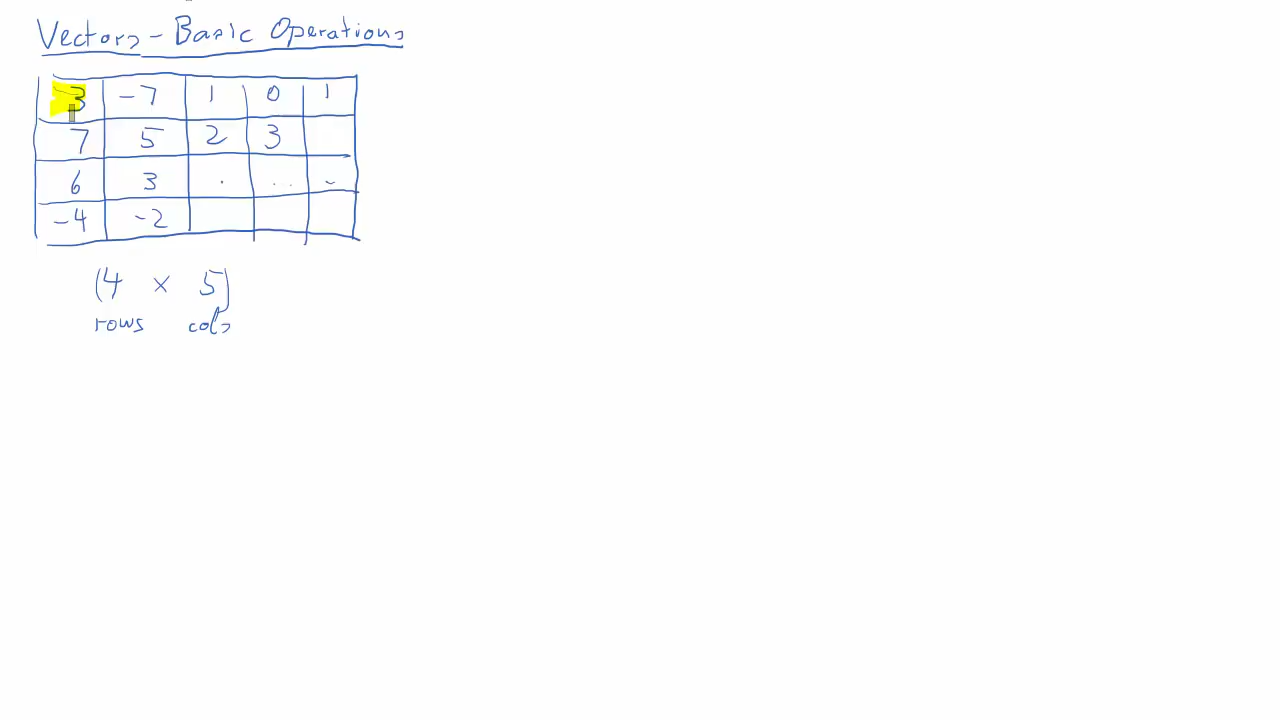 Vectors - Basic Operations
3 -7 1 0 1
7 5 2 3
6 3 . .. -
-4 -2
(4 x 5)
rows cols